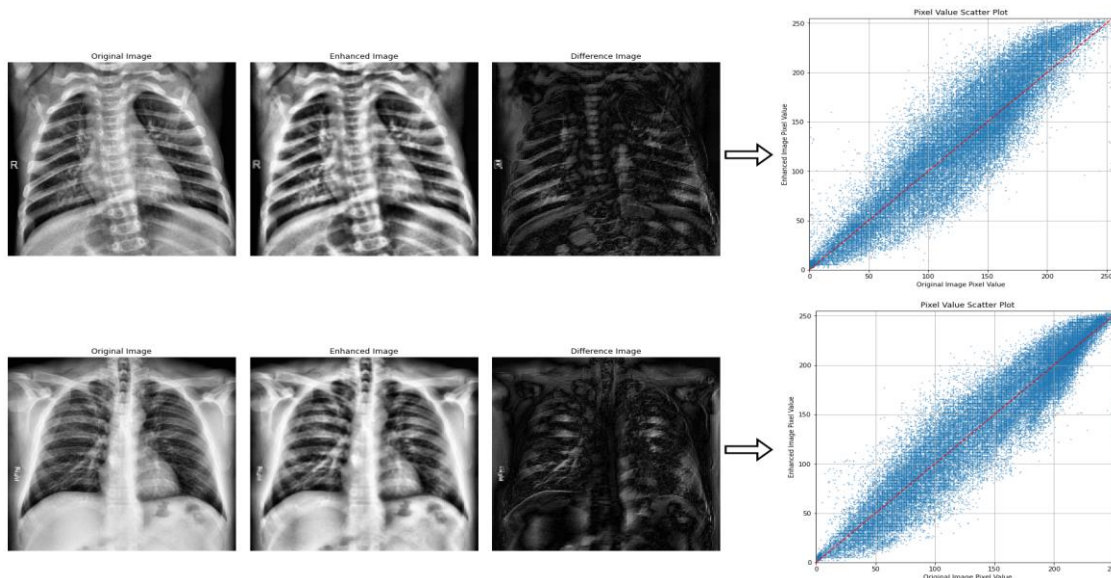 Original Image
Enhanced Image
Difference Image
Pixel Value Scatter Plot
R
R
Enhanced Image Pixel Value
250
200
150
100
50
0
0 50 100 150 200 250
Original Image Pixel Value
Original Image
Enhanced Image
Difference Image
Pixel Value Scatter Plot
Enhanced Image Pixel Value
250
200
150
100
50
0
0 50 100 150 200
Original Image Pixel Value